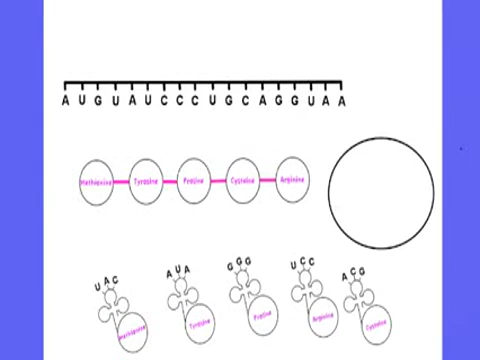 A U G U A U C C C U G C A G G U A A
Methionine Tyrosine Proline Cysteine Arginine
U A C A U A G G G U C C A C G
Methionine Tyrosine Proline Arginine Cysteine